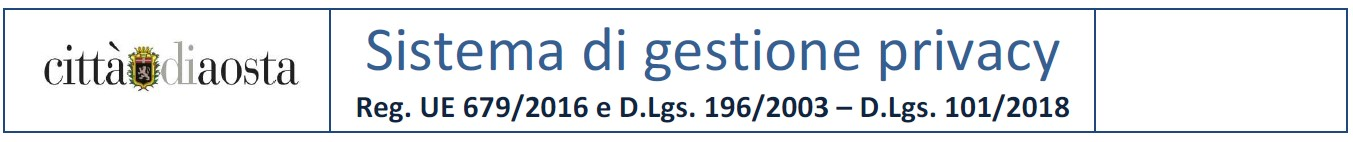 cittàdiaosta
Sistema di gestione privacy
Reg. UE 679/2016 e D.Lgs. 196/2003 – D.Lgs. 101/2018